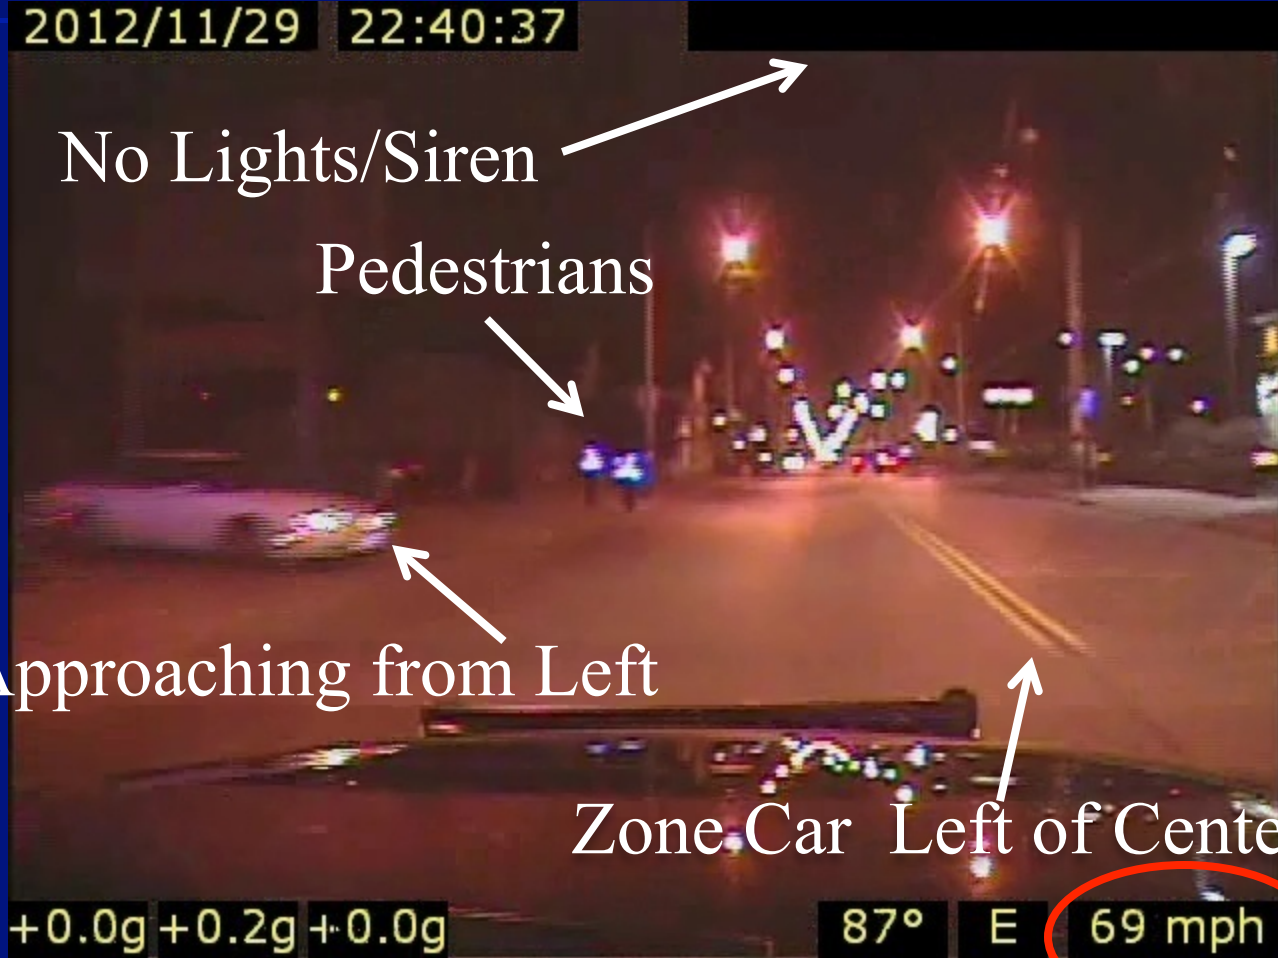 2012/11/29 22:40:37
No Lights/Siren
Pedestrians
Approaching from Left
Zone Car Left of Cente
+0.0g +0.2g +0.0g 87° E 69 mph